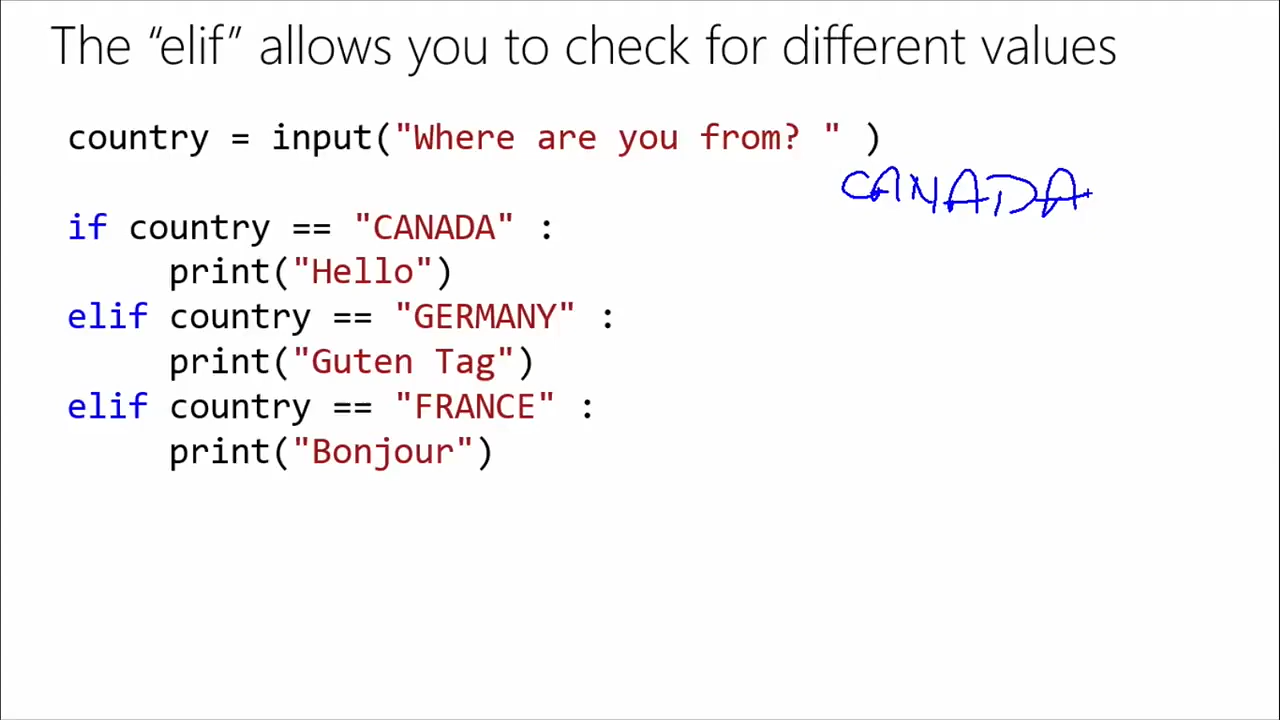 The “elif” allows you to check for different values
country = input("Where are you from? " )
CANADA
if country == "CANADA" :
print("Hello")
elif country == "GERMANY" :
print("Guten Tag")
elif country == "FRANCE" :
print("Bonjour")